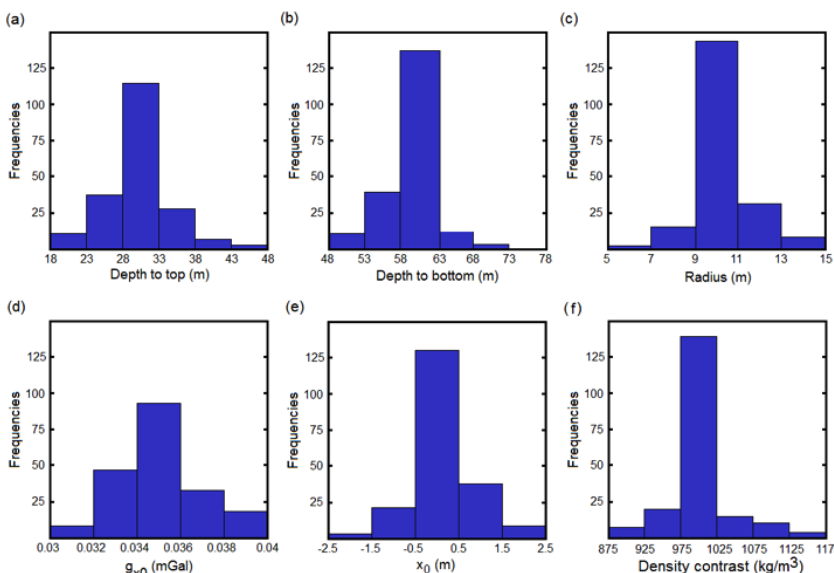 (a)
125
100
75
50
25
Frequencies
18 23 28 33 38 43 48
Depth to top (m)
(b)
125
100
75
50
25
Frequencies
48 53 58 63 68 73 78
Depth to bottom (m)
(c)
125
100
75
50
25
Frequencies
5 7 9 11 13 15
Radius (m)
(d)
125
100
75
50
25
Frequencies
0.03 0.032 0.034 0.036 0.038 0.04
gx0 (mGal)
(e)
125
100
75
50
25
Frequencies
-2.5 -1.5 -0.5 0.5 1.5 2.5
x0 (m)
(f)
125
100
75
50
25
Frequencies
875 925 975 1025 1075 1125 117
Density contrast (kg/m3)